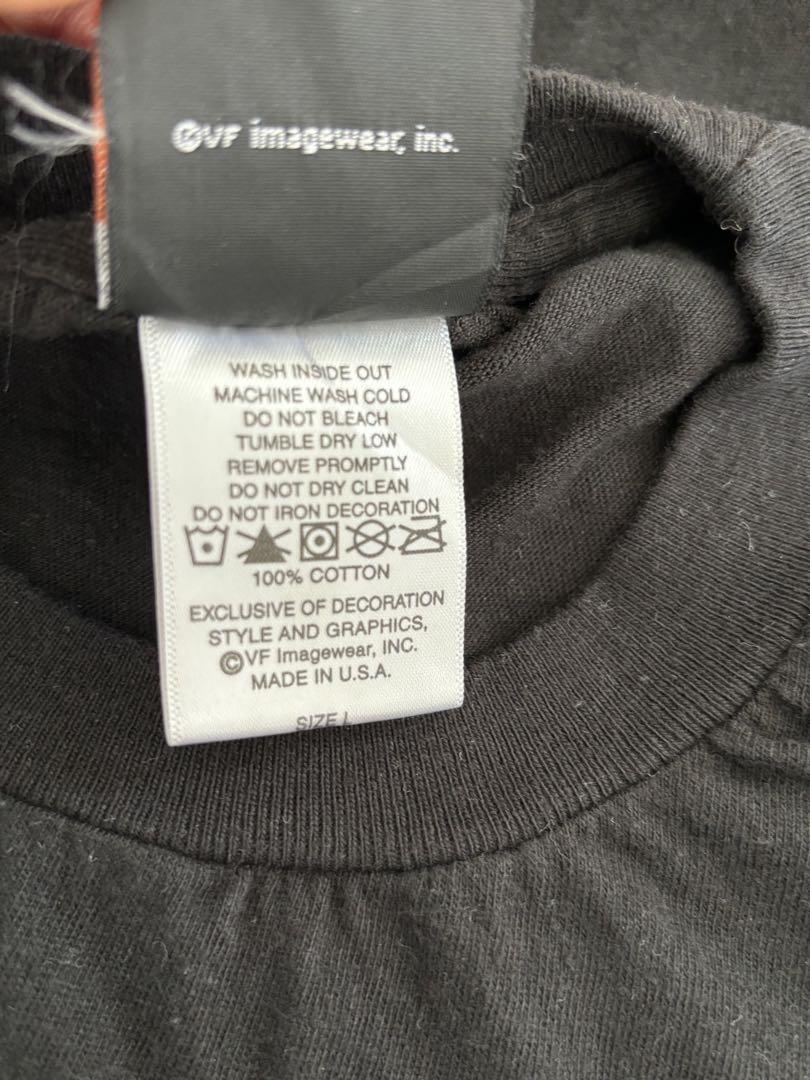 ©VF imagewear, inc.
WASH INSIDE OUT
MACHINE WASH COLD
DO NOT BLEACH
TUMBLE DRY LOW
REMOVE PROMPTLY
DO NOT DRY CLEAN
DO NOT IRON DECORATION
100% COTTON
EXCLUSIVE OF DECORATION
STYLE AND GRAPHICS,
©VF Imagewear, INC.
MADE IN U.S.A.
SIZE L